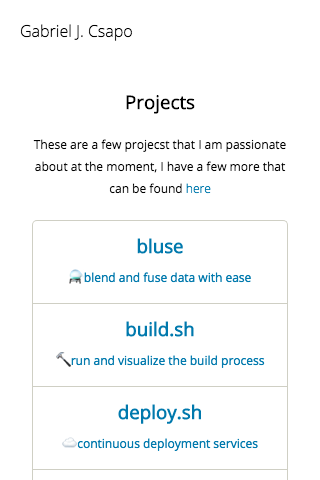 Gabriel J. Csapo
Projects
These are a few projecst that I am passionate
about at the moment, I have a few more that
can be found here
bluse
blend and fuse data with ease
build.sh
🔨run and visualize the build process
deploy.sh
☁️continuous deployment services